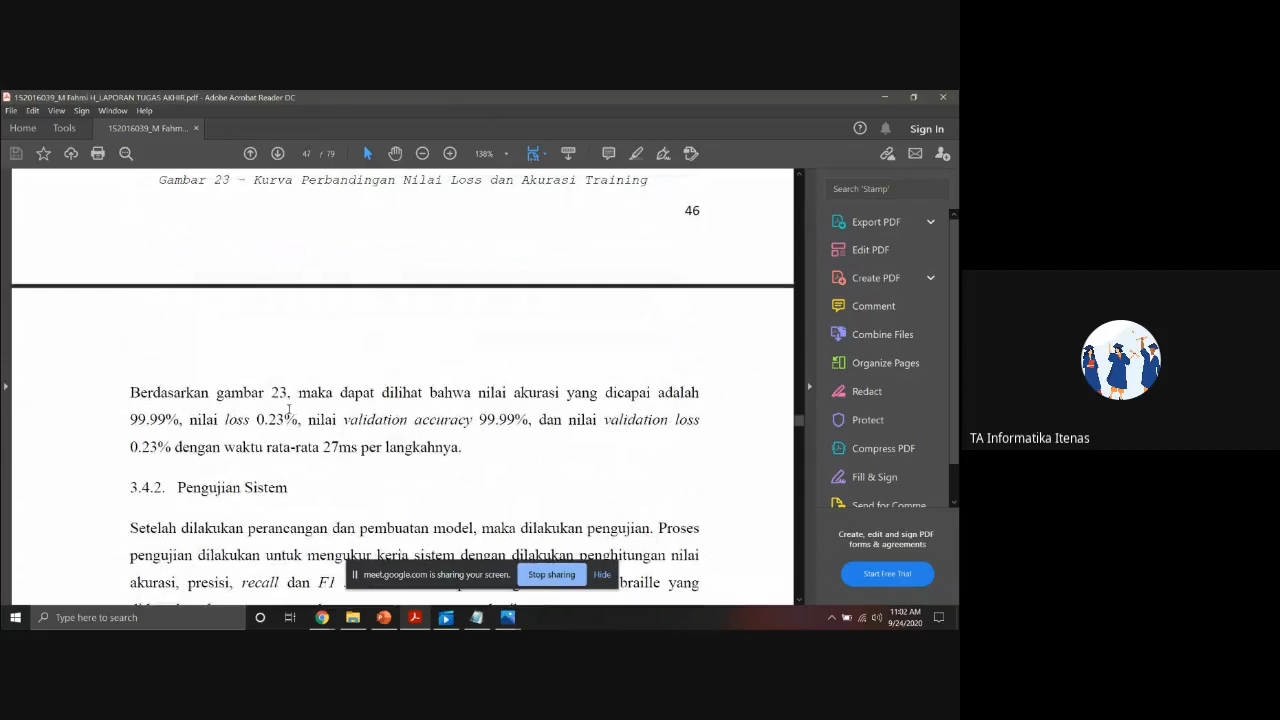 152016039_M Fahmi H_LAPORAN TUGAS AKHIR.pdf - Adobe Acrobat Reader DC
File Edit View Sign Window Help
Home Tools 152016039_M Fahm... × Sign In
47 / 79 138%
Gambar 23 – Kurva Perbandingan Nilai Loss dan Akurasi Training
46
Berdasarkan gambar 23, maka dapat dilihat bahwa nilai akurasi yang dicapai adalah
99.99%, nilai loss 0.23%, nilai validation accuracy 99.99%, dan nilai validation loss
0.23% dengan waktu rata-rata 27ms per langkahnya.
3.4.2. Pengujian Sistem
Setelah dilakukan perancangan dan pembuatan model, maka dilakukan pengujian. Proses
pengujian dilakukan untuk mengukur kerja sistem dengan dilakukan penghitungan nilai
akurasi, presisi, recall dan F1 braille yang
Search 'Stamp'
Export PDF
Edit PDF
Create PDF
Comment
Combine Files
Organize Pages
Redact
Protect
Compress PDF
Fill & Sign
Send for Comme
Create, edit and sign PDF
forms & agreements
Start Free Trial
meet.google.com is sharing your screen. Stop sharing Hide
Type here to search
11:02 AM
9/24/2020
TA Informatika Itenas